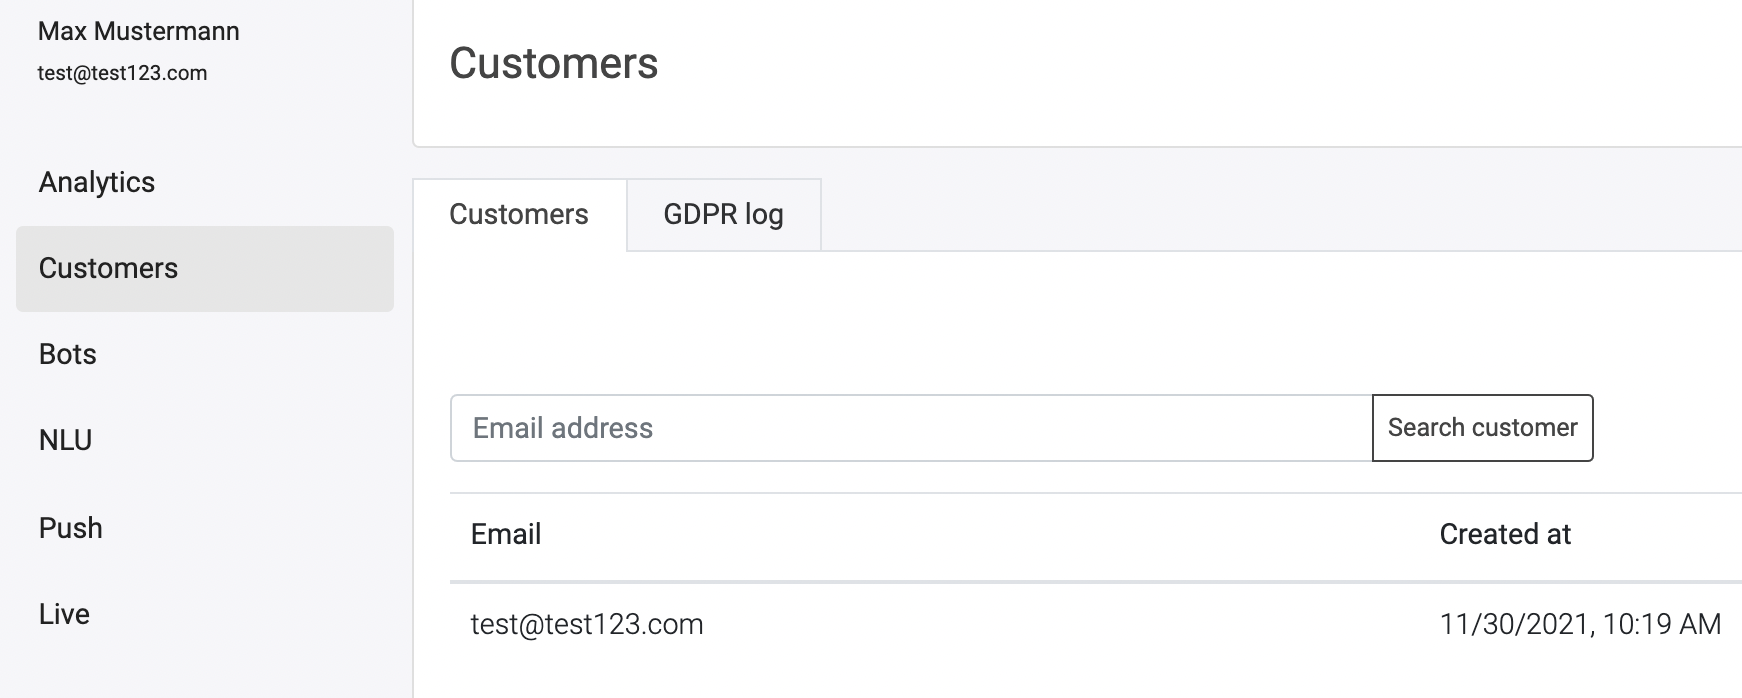 Max Mustermann
test@test123.com
Analytics
Customers
Bots
NLU
Push
Live
Customers
Customers
GDPR log
Email address
Search customer
Email
Created at
test@test123.com
11/30/2021, 10:19 AM